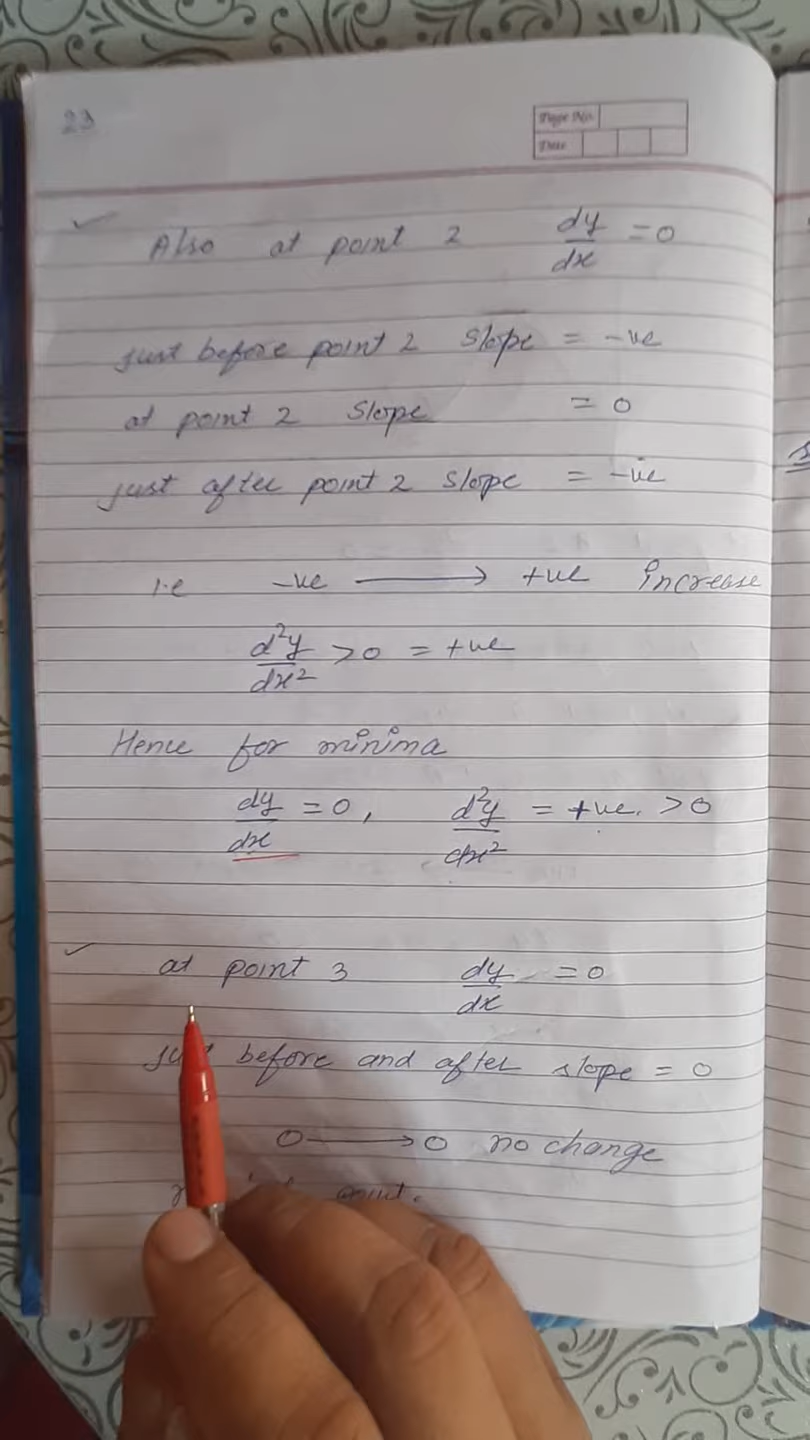 23
Page No.
Date
Also at point 2 dy/dx = 0
just before point 2 slope = -ve
at point 2 slope = 0
just after point 2 slope = -ve
i.e -ve ⟶ +ve increase
d²y/dx² > 0 = +ve
Hence for minima
dy/dx = 0, d²y/dx² = +ve. > 0
at point 3 dy/dx = 0
just before and after slope = 0
0 ⟶ 0 no change
point.